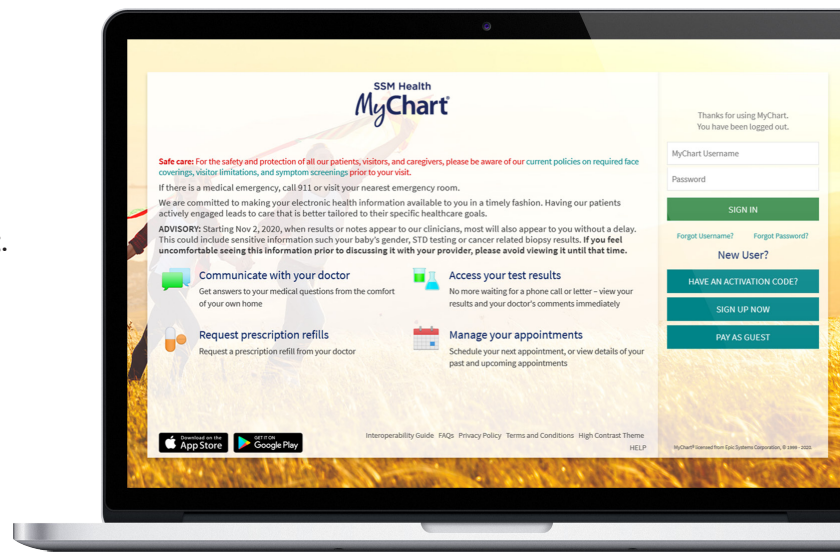 t.
SSM Health
MyChart®
Safe care: For the safety and protection of all our patients, visitors, and caregivers, please be aware of our current policies on required face
coverings, visitor limitations, and symptom screenings prior to your visit.
If there is a medical emergency, call 911 or visit your nearest emergency room.
We are committed to making your electronic health information available to you in a timely fashion. Having our patients
actively engaged leads to care that is better tailored to their specific healthcare goals.
ADVISORY: Starting Nov 2, 2020, when results or notes appear to our clinicians, most will also appear to you without a delay.
This could include sensitive information such your baby's gender, STD testing or cancer related biopsy results. If you feel
uncomfortable seeing this information prior to discussing it with your provider, please avoid viewing it until that time.
Communicate with your doctor
Get answers to your medical questions from the comfort
of your own home
Access your test results
No more waiting for a phone call or letter – view your
results and your doctor's comments immediately
Request prescription refills
Request a prescription refill from your doctor
Manage your appointments
Schedule your next appointment, or view details of your
past and upcoming appointments
Download on the
App Store
GET IT ON
Google Play
Interoperability Guide FAQs Privacy Policy Terms and Conditions High Contrast Theme
HELP
Thanks for using MyChart.
You have been logged out.
MyChart Username
Password
SIGN IN
Forgot Username? Forgot Password?
New User?
HAVE AN ACTIVATION CODE?
SIGN UP NOW
PAY AS GUEST
MyChart® licensed from Epic Systems Corporation, © 1999 - 2021